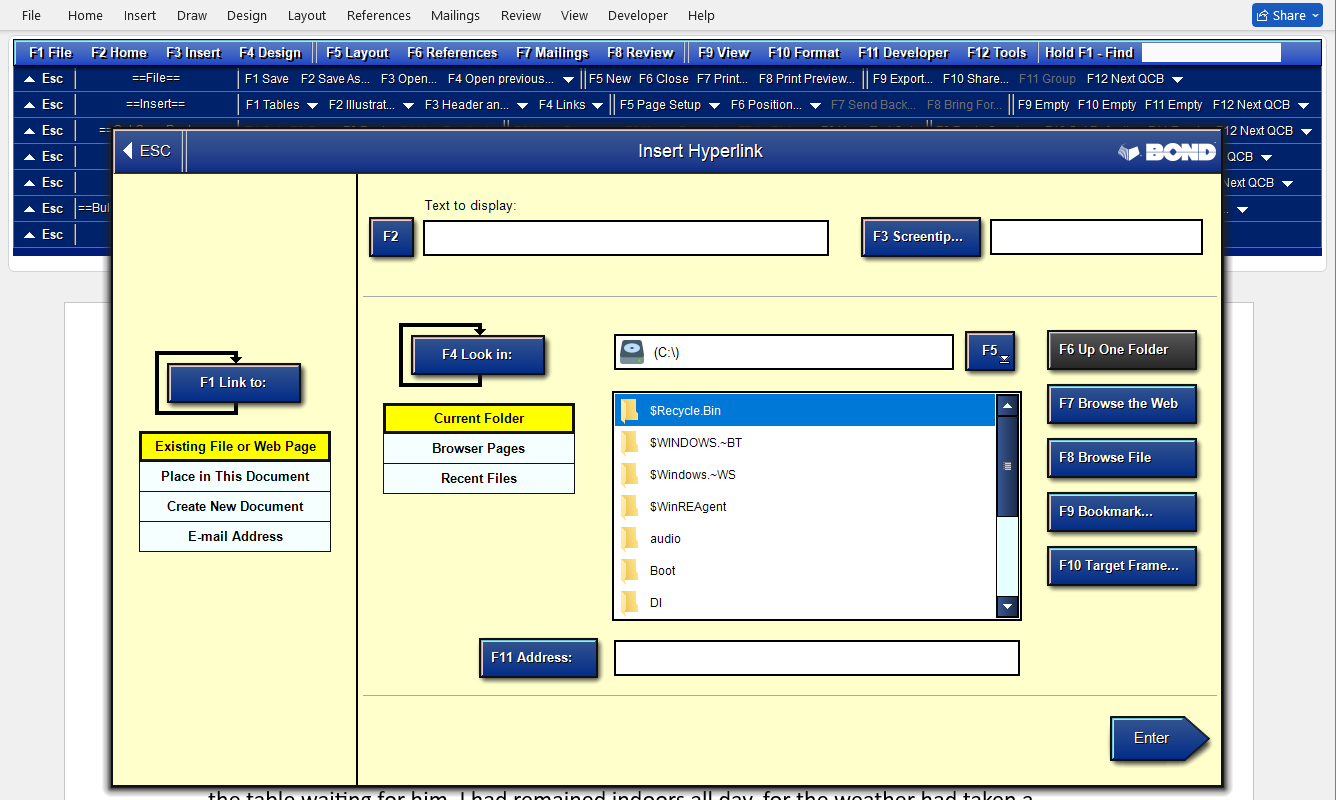 File Home Insert Draw Design Layout References Mailings Review View Developer Help Share
F1 File F2 Home F3 Insert F4 Design F5 Layout F6 References F7 Mailings F8 Review F9 View F10 Format F11 Developer F12 Tools Hold F1 - Find
Esc ==File== F1 Save F2 Save As... F3 Open... F4 Open previous... F5 New F6 Close F7 Print... F8 Print Preview... F9 Export... F10 Share... F11 Group F12 Next QCB
Esc ==Insert== F1 Tables F2 Illustrat... F3 Header an... F4 Links F5 Page Setup F6 Position... F7 Send Back... F8 Bring For... F9 Empty F10 Empty F11 Empty F12 Next QCB
Esc 12 Next QCB
Esc QCB
Esc Next QCB
Esc ==Bul
Esc
ESC Insert Hyperlink BOND
Text to display:
F2 F3 Screentip...
F4 Look in: (C:\) F5 F6 Up One Folder
F1 Link to:
Existing File or Web Page
Place in This Document
Create New Document
E-mail Address
Current Folder
Browser Pages
Recent Files
$Recycle.Bin
$WINDOWS.~BT
$Windows.~WS
$WinREAgent
audio
Boot
DI
F7 Browse the Web
F8 Browse File
F9 Bookmark...
F10 Target Frame...
F11 Address:
Enter
the table waiting for him. I had remained indoors all day, for the weather had taken a